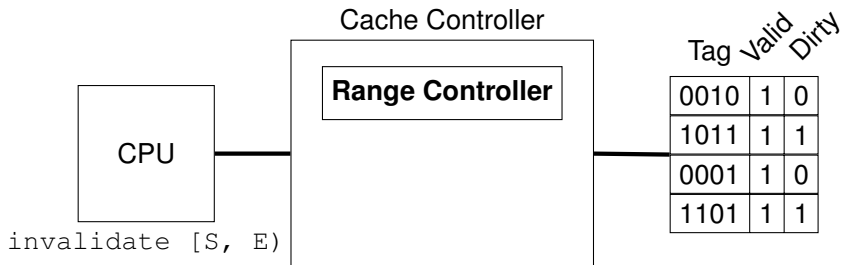 Cache Controller
Tag Valid Dirty
Range Controller
0010 1 0
CPU
1011 1 1
0001 1 0
1101 1 1
invalidate [S, E)